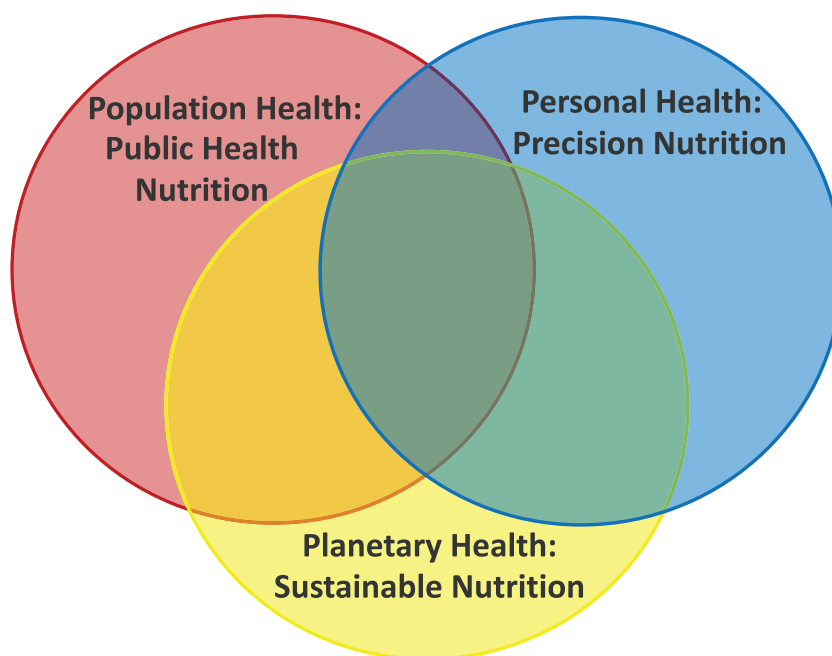 Population Health:
Public Health
Nutrition
Personal Health:
Precision Nutrition
Planetary Health:
Sustainable Nutrition